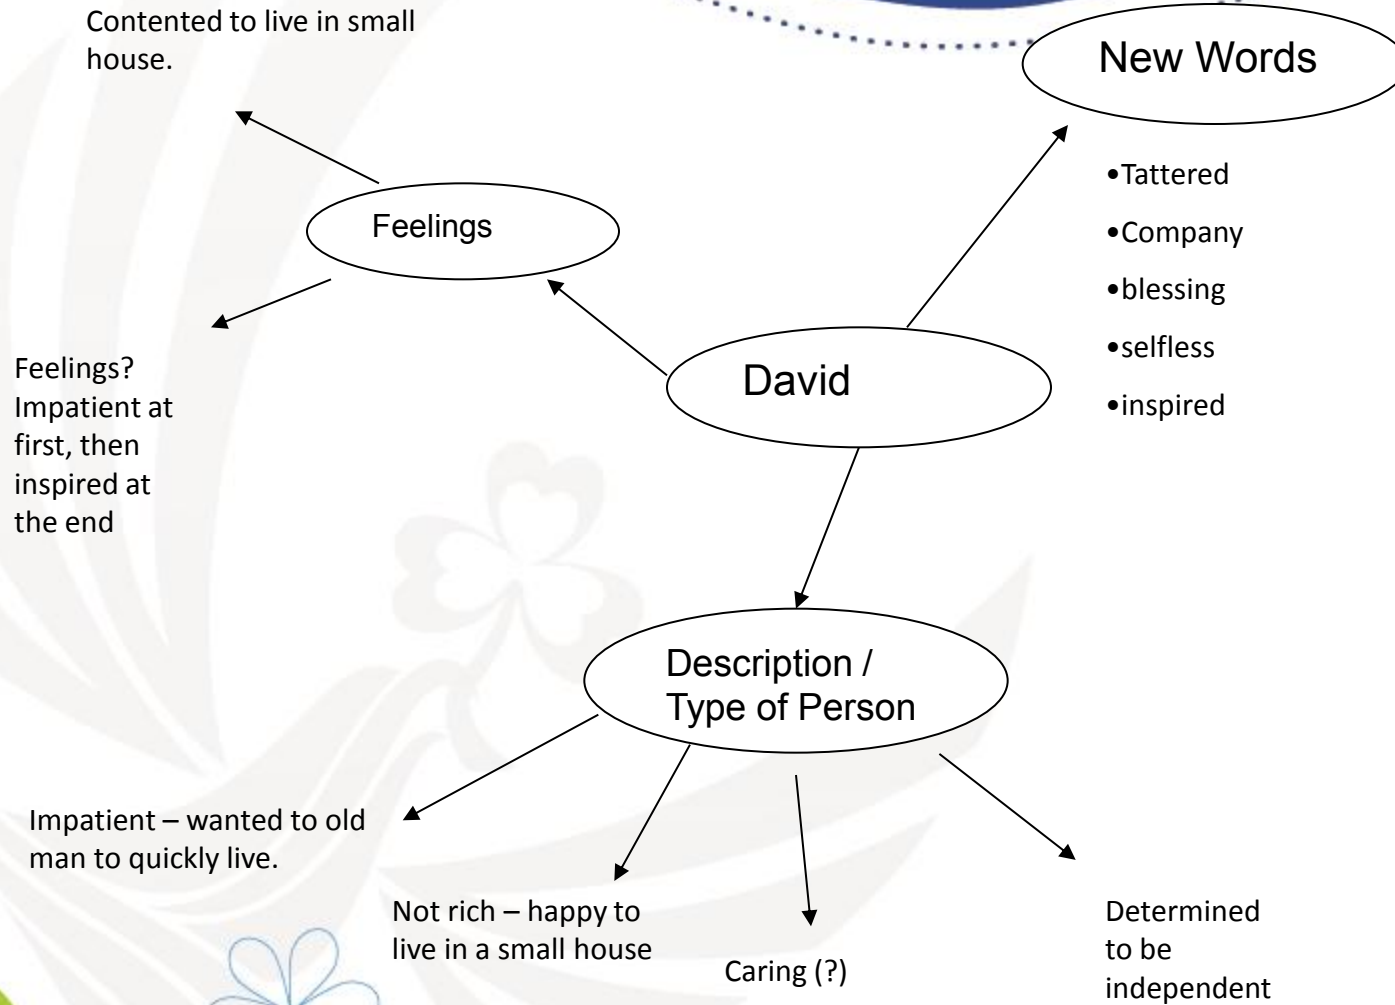 Contented to live in small
house.
New Words
•Tattered
•Company
•blessing
•selfless
•inspired
Feelings
Feelings?
Impatient at
first, then
inspired at
the end
David
Description /
Type of Person
Impatient – wanted to old
man to quickly live.
Not rich – happy to
live in a small house
Caring (?)
Determined
to be
independent